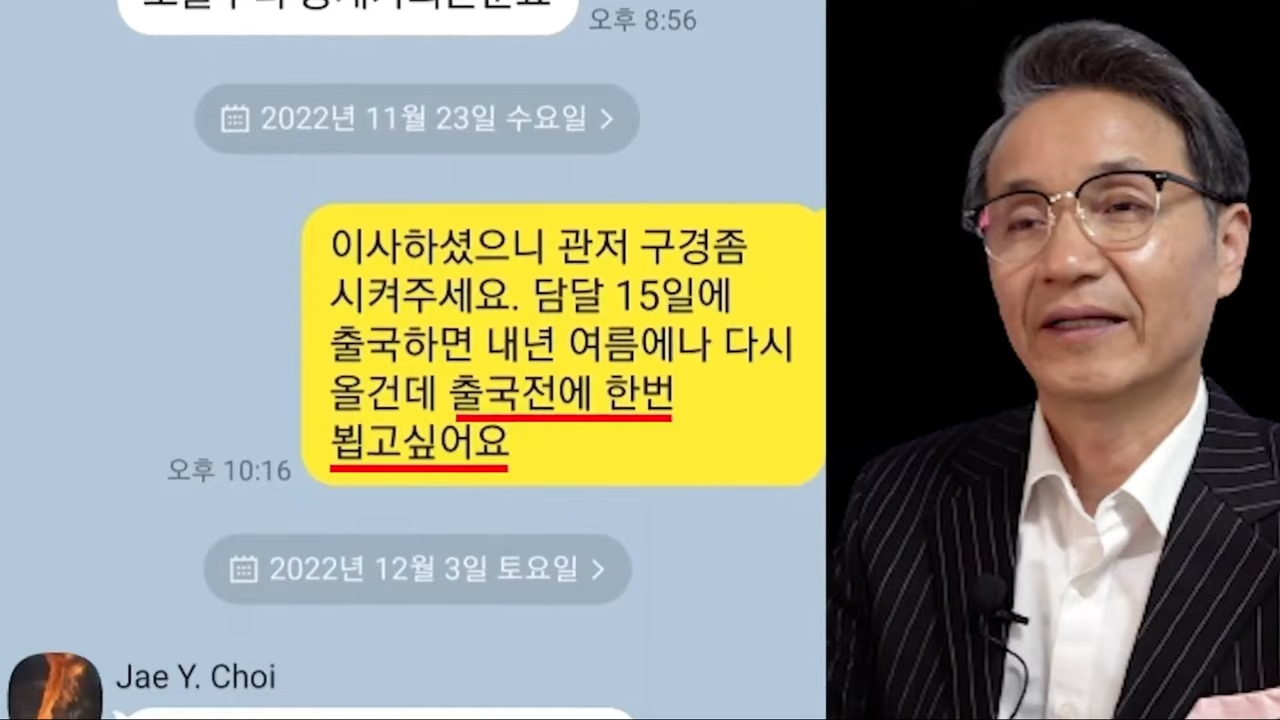 오후 8:56
2022년 11월 23일 수요일
이사하셨으니 관저 구경좀
시켜주세요. 담달 15일에
출국하면 내년 여름에나 다시
올건데 출국전에 한번
뵙고싶어요
오후 10:16
2022년 12월 3일 토요일
Jae Y. Choi